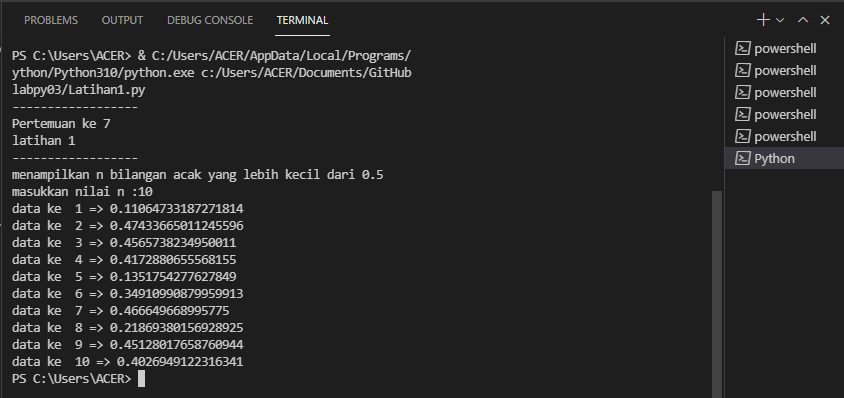 PROBLEMS OUTPUT DEBUG CONSOLE TERMINAL
PS C:\Users\ACER> & C:/Users/ACER/AppData/Local/Programs/
ython/Python310/python.exe c:/Users/ACER/Documents/GitHub
labpy03/Latihan1.py
------------------
Pertemuan ke 7
latihan 1
------------------
menampilkan n bilangan acak yang lebih kecil dari 0.5
masukkan nilai n :10
data ke  1 => 0.11064733187271814
data ke  2 => 0.47433665011245596
data ke  3 => 0.4565738234950011
data ke  4 => 0.4172880655568155
data ke  5 => 0.1351754277627849
data ke  6 => 0.34910990879959913
data ke  7 => 0.466649668995775
data ke  8 => 0.21869380156928925
data ke  9 => 0.45128017658760944
data ke  10 => 0.4026949122316341
PS C:\Users\ACER>
powershell
powershell
powershell
powershell
powershell
Python